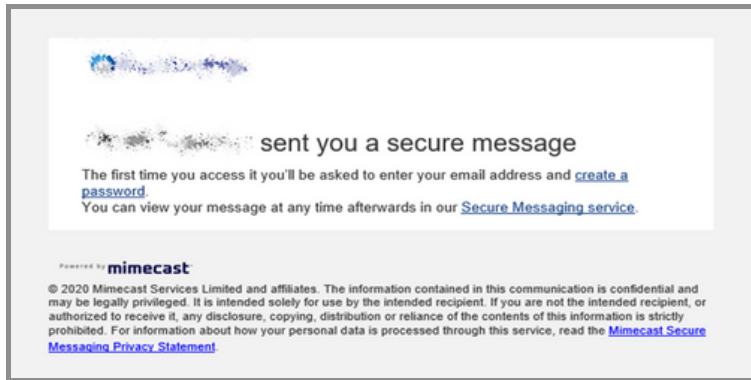 sent you a secure message
The first time you access it you'll be asked to enter your email address and create a
password.
You can view your message at any time afterwards in our Secure Messaging service.
Powered by mimecast
© 2020 Mimecast Services Limited and affiliates. The information contained in this communication is confidential and
may be legally privileged. It is intended solely for use by the intended recipient. If you are not the intended recipient, or
authorized to receive it, any disclosure, copying, distribution or reliance of the contents of this information is strictly
prohibited. For information about how your personal data is processed through this service, read the Mimecast Secure
Messaging Privacy Statement.